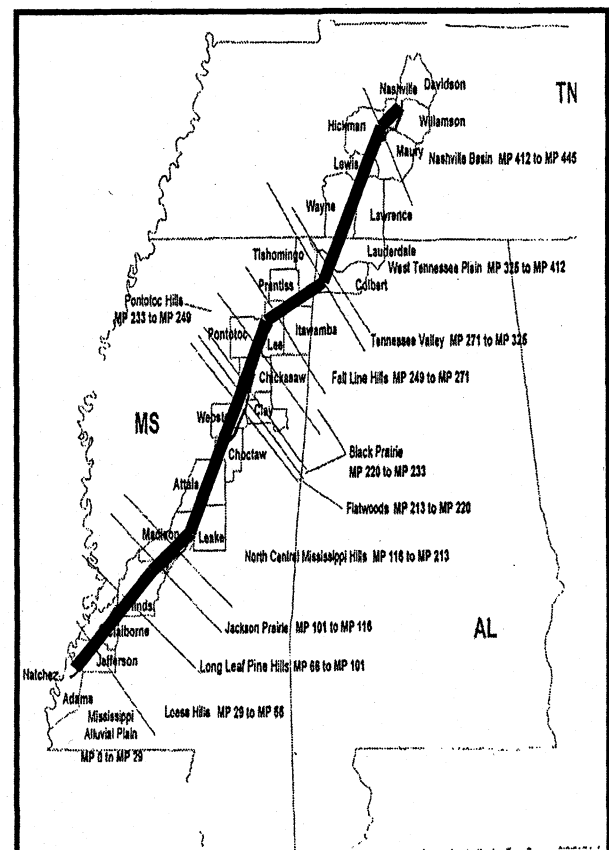 Davidson
Nashville
TN
Hickman
Willamson
Maury
Lewis
Nashville Basin MP 412 to MP 445
Wayne
Lawrence
Lauderdale
Tishomingo
West Tennessee Plain MP 325 to MP 412
Prentiss
Colbert
Pontotoc Hills
MP 233 to MP 249
Itawamba
Pontotoc
Tennessee Valley MP 271 to MP 325
Lee
Chickasaw
Fall Line Hills MP 249 to MP 271
MS
Clay
Choctaw
Black Prairie
MP 220 to MP 233
Attala
Flatwoods MP 213 to MP 220
Madison
Leake
North Central Mississippi Hills MP 116 to MP 213
AL
Jackson Prairie MP 101 to MP 116
Long Leaf Pine Hills MP 66 to MP 101
Jefferson
Natchez
Adams
Loess Hills MP 29 to MP 66
Mississippi
Alluvial Plain
MP 0 to MP 29